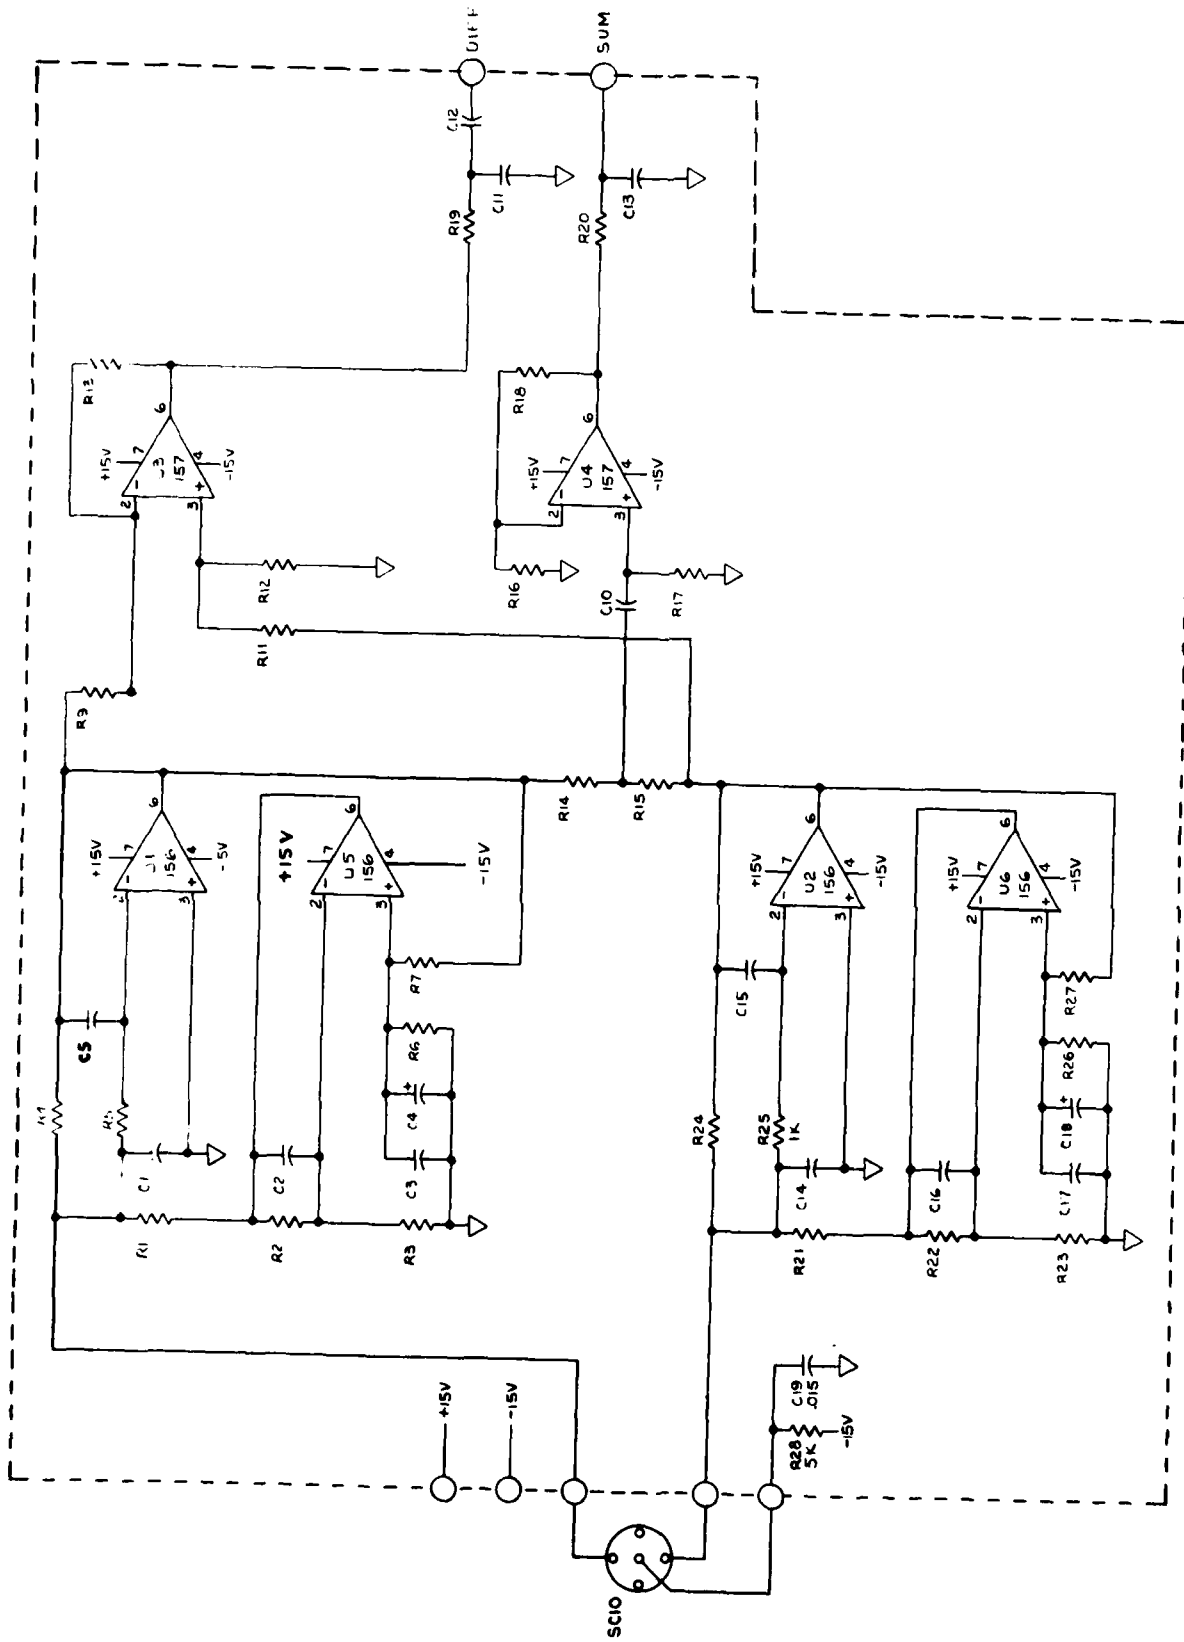 DIFF
SUM
C12
C11
R19
R20
C13
R13
6
+15V
7
U3
157
4
-15V
2
-
3
+
R18
6
+15V
7
U4
157
4
-15V
2
-
3
+
R12
R11
R16
C10
R17
R9
R14
R15
6
+15V
7
U1
156
4
-5V
-
3
+
6
+15V
7
U5
156
4
-15V
2
-
3
+
C5
R7
R6
C4
+
C3
R4
R5
C1
R1
C2
R2
R3
6
+15V
7
U2
156
4
-15V
2
-
3
+
6
+15V
7
U6
156
4
-15V
2
-
3
+
C15
R27
R26
C18
+
C17
R24
R25
1K
C14
R21
C16
R22
R23
+15V
-15V
C19
.015
R28
5K
-15V
SC10